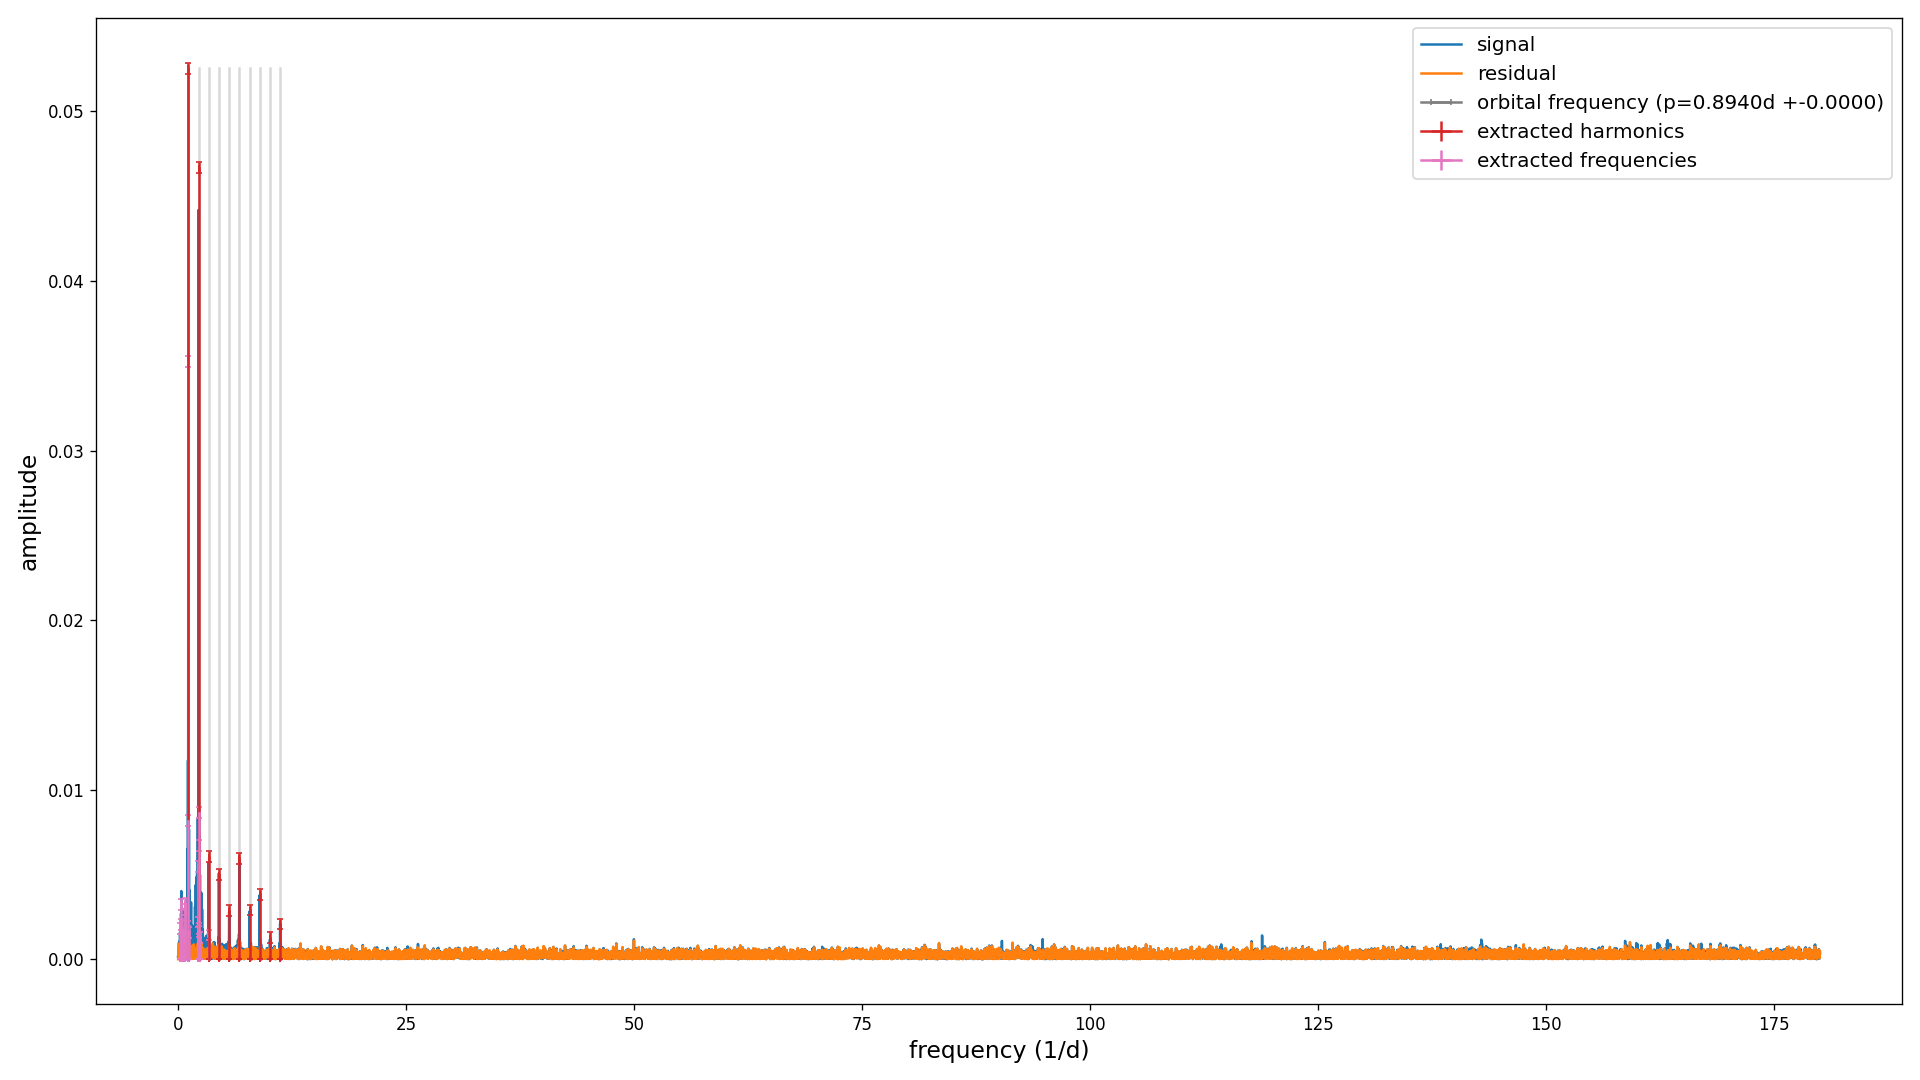 signal
residual
orbital frequency (p=0.8940d +-0.0000)
extracted harmonics
extracted frequencies
0.05
0.04
0.03
0.02
0.01
0.00
amplitude
0
25
50
75
100
125
150
175
frequency (1/d)